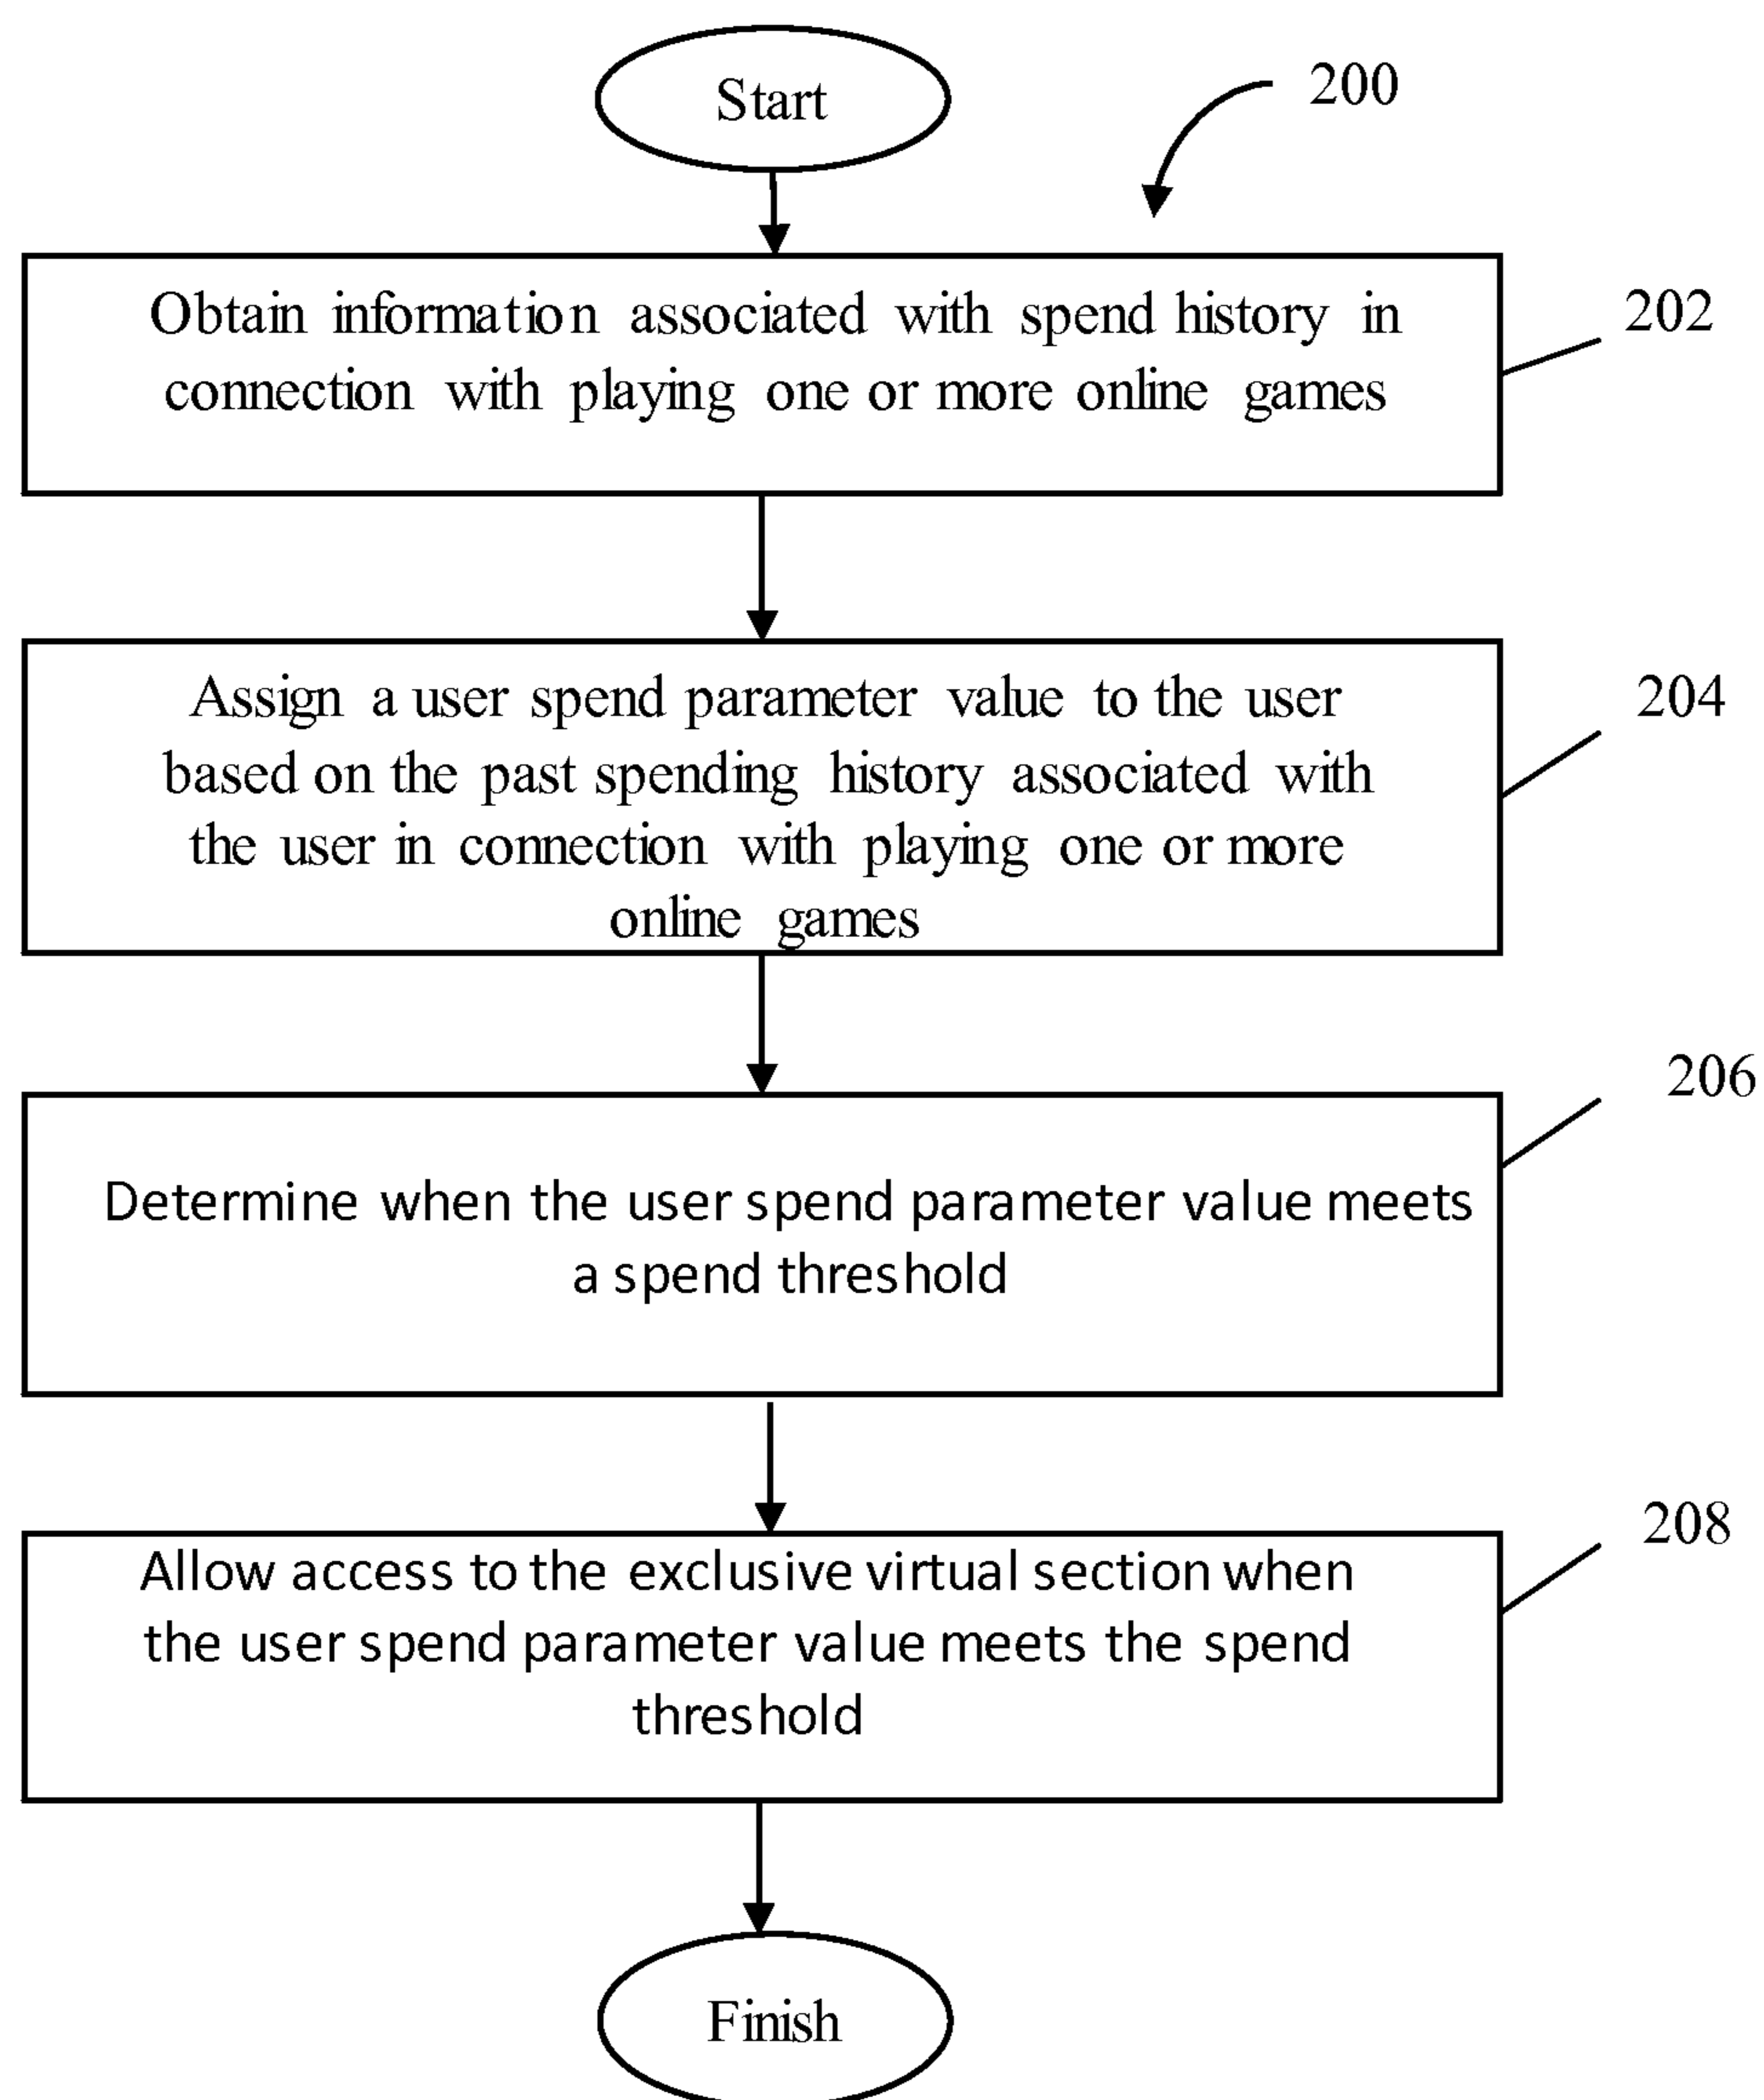 Start
200
Obtain information associated with spend history in
connection with playing one or more online games
202
Assign a user spend parameter value to the user
based on the past spending history associated with
the user in connection with playing one or more
online games
204
Determine when the user spend parameter value meets
a spend threshold
206
Allow access to the exclusive virtual section when
the user spend parameter value meets the spend
threshold
208
Finish